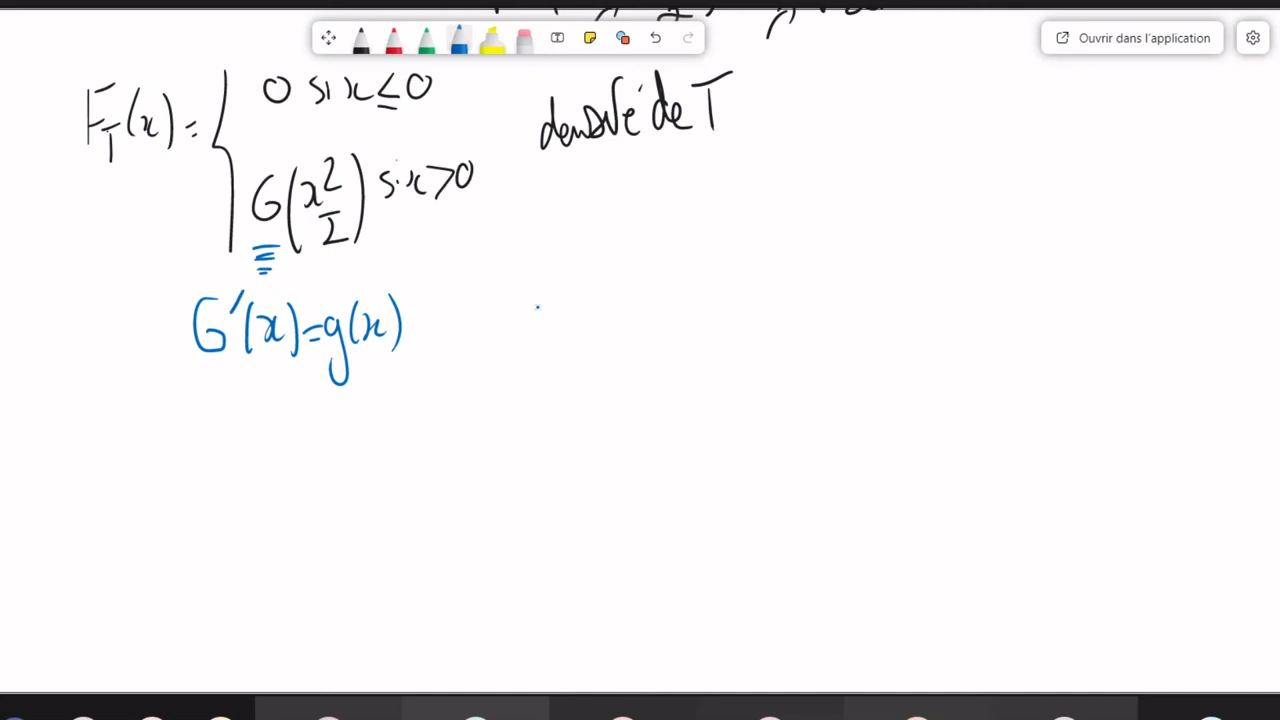 Ouvrir dans l'application
F_T(x) = { 0 si x ≤ 0
densité de T
G(x²/2) si x > 0
G'(x) = g(x)